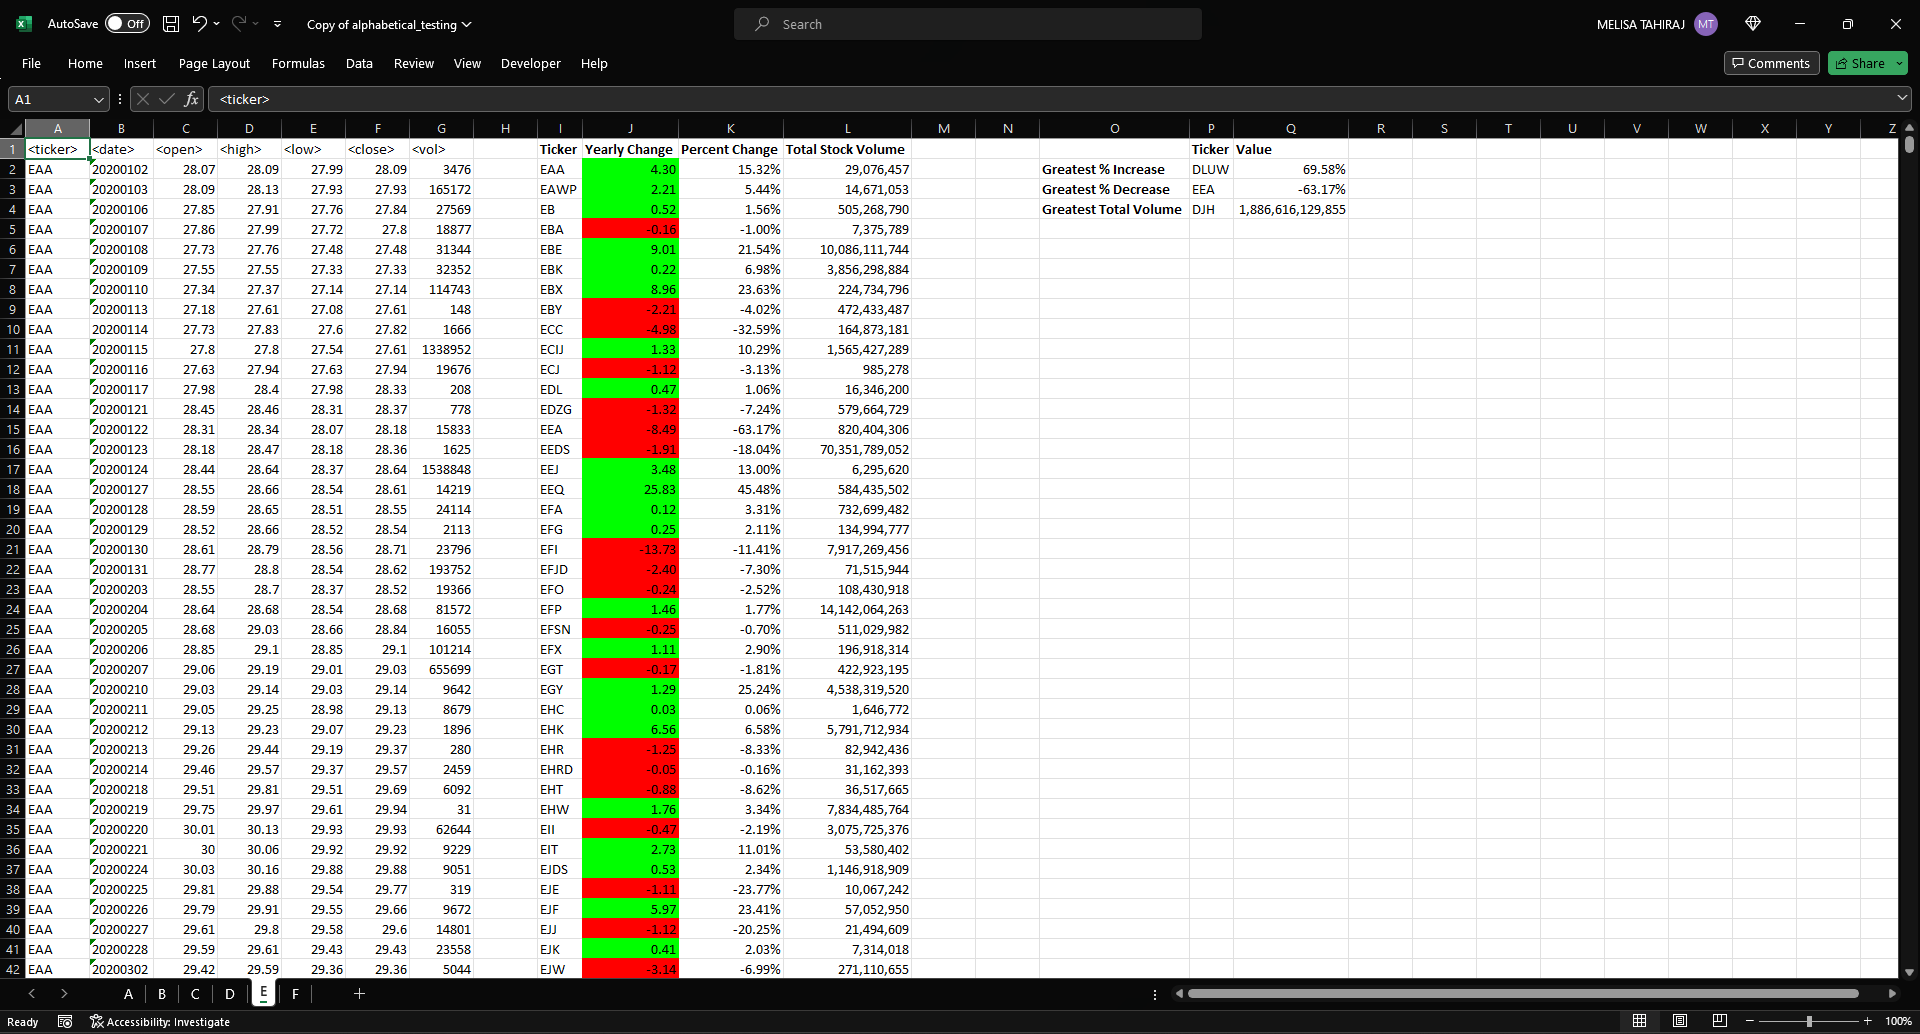 AutoSave Off Copy of alphabetical_testing Search MELISA TAHIRAJ MT
File Home Insert Page Layout Formulas Data Review View Developer Help Comments Share
A1 fx <ticker>
A B C D E F G H I J K L M N O P Q R S T U V W X Y Z
1 <ticker> <date> <open> <high> <low> <close> <vol> Ticker Yearly Change Percent Change Total Stock Volume Ticker Value
2 EAA 20200102 28.07 28.09 27.99 28.09 3476 EAA 4.30 15.32% 29,076,457 Greatest % Increase DLUW 69.58%
3 EAA 20200103 28.09 28.13 27.93 27.93 165172 EAWP 2.21 5.44% 14,671,053 Greatest % Decrease EEA -63.17%
4 EAA 20200106 27.85 27.91 27.76 27.84 27569 EB 0.52 1.56% 505,268,790 Greatest Total Volume DJH 1,886,616,129,855
5 EAA 20200107 27.86 27.99 27.72 27.8 18877 EBA -0.16 -1.00% 7,375,789
6 EAA 20200108 27.73 27.76 27.48 27.48 31344 EBE 9.01 21.54% 10,086,111,744
7 EAA 20200109 27.55 27.55 27.33 27.33 32352 EBK 0.22 6.98% 3,856,298,884
8 EAA 20200110 27.34 27.37 27.14 27.14 114743 EBX 8.96 23.63% 224,734,796
9 EAA 20200113 27.18 27.61 27.08 27.61 148 EBY -2.21 -4.02% 472,433,487
10 EAA 20200114 27.73 27.83 27.6 27.82 1666 ECC -4.98 -32.59% 164,873,181
11 EAA 20200115 27.8 27.8 27.54 27.61 1338952 ECIJ 1.33 10.29% 1,565,427,289
12 EAA 20200116 27.63 27.94 27.63 27.94 19676 ECJ -1.12 -3.13% 985,278
13 EAA 20200117 27.98 28.4 27.98 28.33 208 EDL 0.47 1.06% 16,346,200
14 EAA 20200121 28.45 28.46 28.31 28.37 778 EDZG -1.32 -7.24% 579,664,729
15 EAA 20200122 28.31 28.34 28.07 28.18 15833 EEA -8.49 -63.17% 820,404,306
16 EAA 20200123 28.18 28.47 28.18 28.36 1625 EEDS -1.91 -18.04% 70,351,789,052
17 EAA 20200124 28.44 28.64 28.37 28.64 1538848 EEJ 3.48 13.00% 6,295,620
18 EAA 20200127 28.55 28.66 28.54 28.61 14219 EEQ 25.83 45.48% 584,435,502
19 EAA 20200128 28.59 28.65 28.51 28.55 24114 EFA 0.12 3.31% 732,699,482
20 EAA 20200129 28.52 28.66 28.52 28.54 2113 EFG 0.25 2.11% 134,994,777
21 EAA 20200130 28.61 28.79 28.56 28.71 23796 EFI -13.73 -11.41% 7,917,269,456
22 EAA 20200131 28.77 28.8 28.54 28.62 193752 EFJD -2.40 -7.30% 71,515,944
23 EAA 20200203 28.55 28.7 28.37 28.52 19366 EFO -0.24 -2.52% 108,430,918
24 EAA 20200204 28.64 28.68 28.54 28.68 81572 EFP 1.46 1.77% 14,142,064,263
25 EAA 20200205 28.68 29.03 28.66 28.84 16055 EFSN -0.25 -0.70% 511,029,982
26 EAA 20200206 28.85 29.1 28.85 29.1 101214 EFX 1.11 2.90% 196,918,314
27 EAA 20200207 29.06 29.19 29.01 29.03 655699 EGT -0.17 -1.81% 422,923,195
28 EAA 20200210 29.03 29.14 29.03 29.14 9642 EGY 1.29 25.24% 4,538,319,520
29 EAA 20200211 29.05 29.25 28.98 29.13 8679 EHC 0.03 0.06% 1,646,772
30 EAA 20200212 29.13 29.23 29.07 29.23 1896 EHK 6.56 6.58% 5,791,712,934
31 EAA 20200213 29.26 29.44 29.19 29.37 280 EHR -1.25 -8.33% 82,942,436
32 EAA 20200214 29.46 29.57 29.37 29.57 2459 EHRD -0.05 -0.16% 31,162,393
33 EAA 20200218 29.51 29.81 29.51 29.69 6092 EHT -0.88 -8.62% 36,517,665
34 EAA 20200219 29.75 29.97 29.61 29.94 31 EHW 1.76 3.34% 7,834,485,764
35 EAA 20200220 30.01 30.13 29.93 29.93 62644 EII -0.47 -2.19% 3,075,725,376
36 EAA 20200221 30 30.06 29.92 29.92 9229 EIT 2.73 11.01% 53,580,402
37 EAA 20200224 30.03 30.16 29.88 29.88 9051 EJDS 0.53 2.34% 1,146,918,909
38 EAA 20200225 29.81 29.88 29.54 29.77 319 EJE -1.11 -23.77% 10,067,242
39 EAA 20200226 29.79 29.91 29.55 29.66 9672 EJF 5.97 23.41% 57,052,950
40 EAA 20200227 29.61 29.8 29.58 29.6 14801 EJJ -1.12 -20.25% 21,494,609
41 EAA 20200228 29.59 29.61 29.43 29.43 23558 EJK 0.41 2.03% 7,314,018
42 EAA 20200302 29.42 29.59 29.36 29.36 5044 EJW -3.14 -6.99% 271,110,655
A B C D E F
Ready Accessibility: Investigate 100%